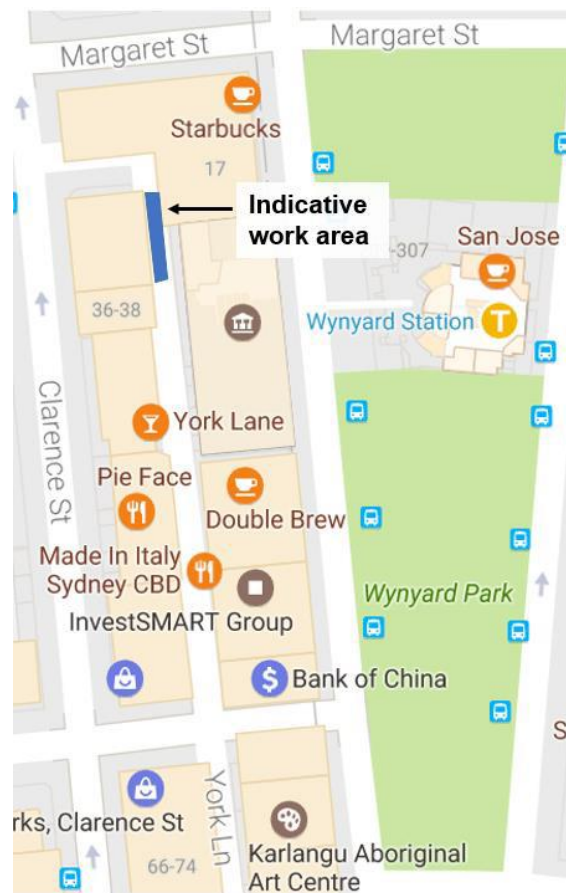 Margaret St
Margaret St
Starbucks
17
Indicative
work area
-307
San Jose
Wynyard Station
T
36-38
Clarence St
York Lane
Pie Face
Double Brew
Made In Italy
Sydney CBD
InvestSMART Group
Wynyard Park
$
Bank of China
S
York Ln
rks, Clarence St
66-74
Karlangu Aboriginal
Art Centre